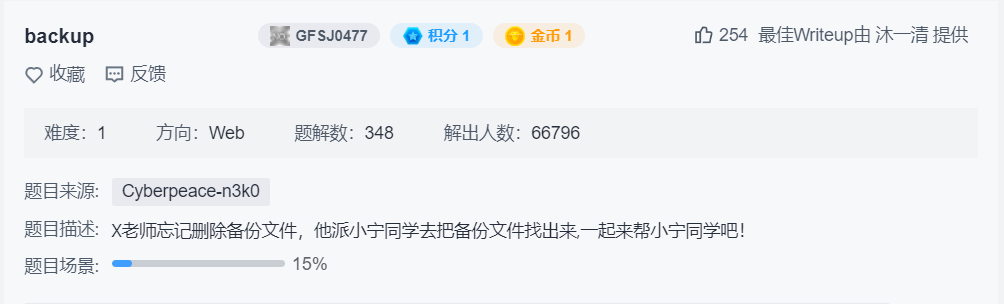 backup GFSJ0477 积分 1 金币 1 254 最佳Writeup由 沐一清 提供
收藏 反馈
难度：1 方向：Web 题解数：348 解出人数：66796
题目来源: Cyberpeace-n3k0
题目描述: X老师忘记删除备份文件，他派小宁同学去把备份文件找出来,一起来帮小宁同学吧！
题目场景: 15%